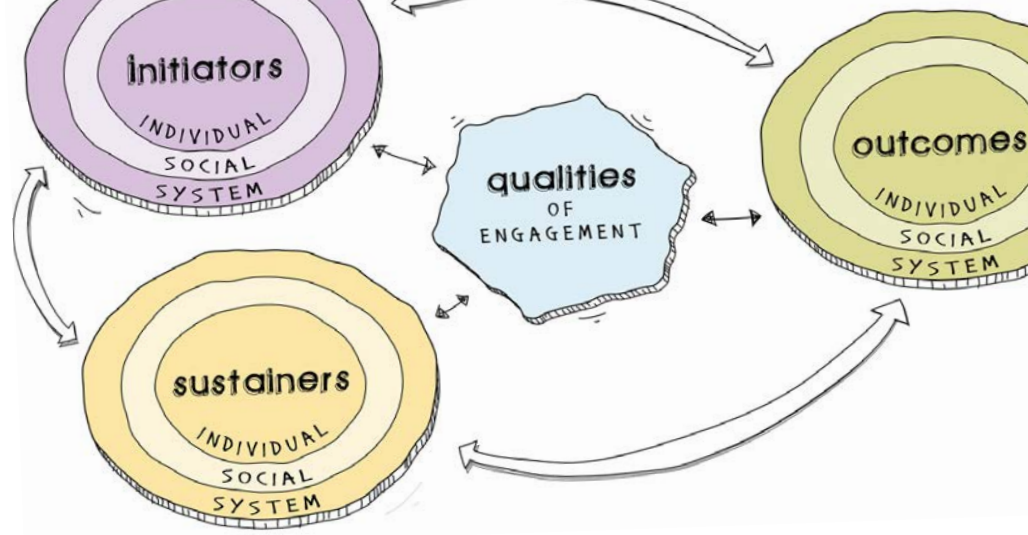 initiators
INDIVIDUAL
SOCIAL
SYSTEM
qualities
OF
ENGAGEMENT
outcomes
INDIVIDUAL
SOCIAL
SYSTEM
sustainers
INDIVIDUAL
SOCIAL
SYSTEM